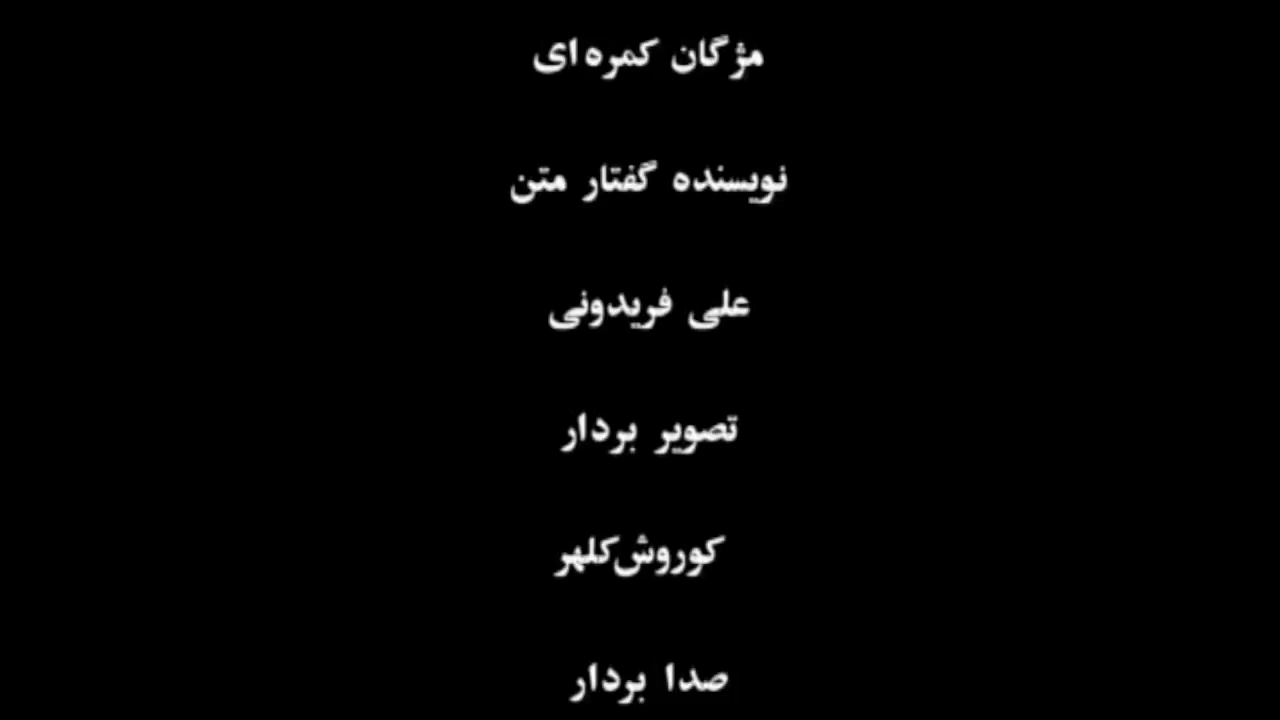 مژگان کمره ای
نویسنده گفتار متن
علی فریدونی
تصویر بردار
کوروش کلهر
صدا بردار